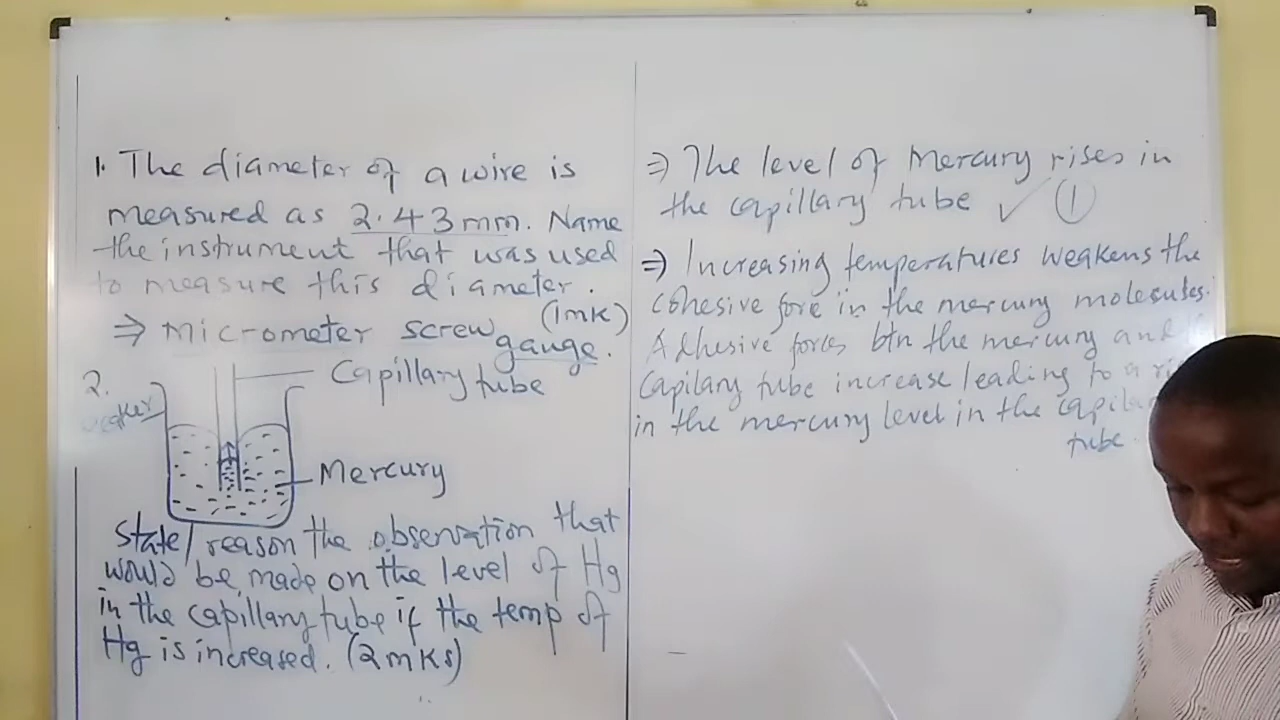 1. The diameter of a wire is
measured as 2.43mm. Name
the instrument that was used
to measure this diameter.
(1mk)
⇒ Micrometer screw
gauge.
2.
Capillary tube
Mercury
State/reason the observation that
would be made on the level of Hg
in the capillary tube if the temp of
Hg is increased. (2mks)
⇒ The level of Mercury rises in
the capillary tube ✓ 1
⇒ Increasing temperatures weakens the
cohesive fore in the mercury molecules.
Adhesive forces btn the mercury and
Capilary tube increase leading to a
in the mercury level in the
tube.